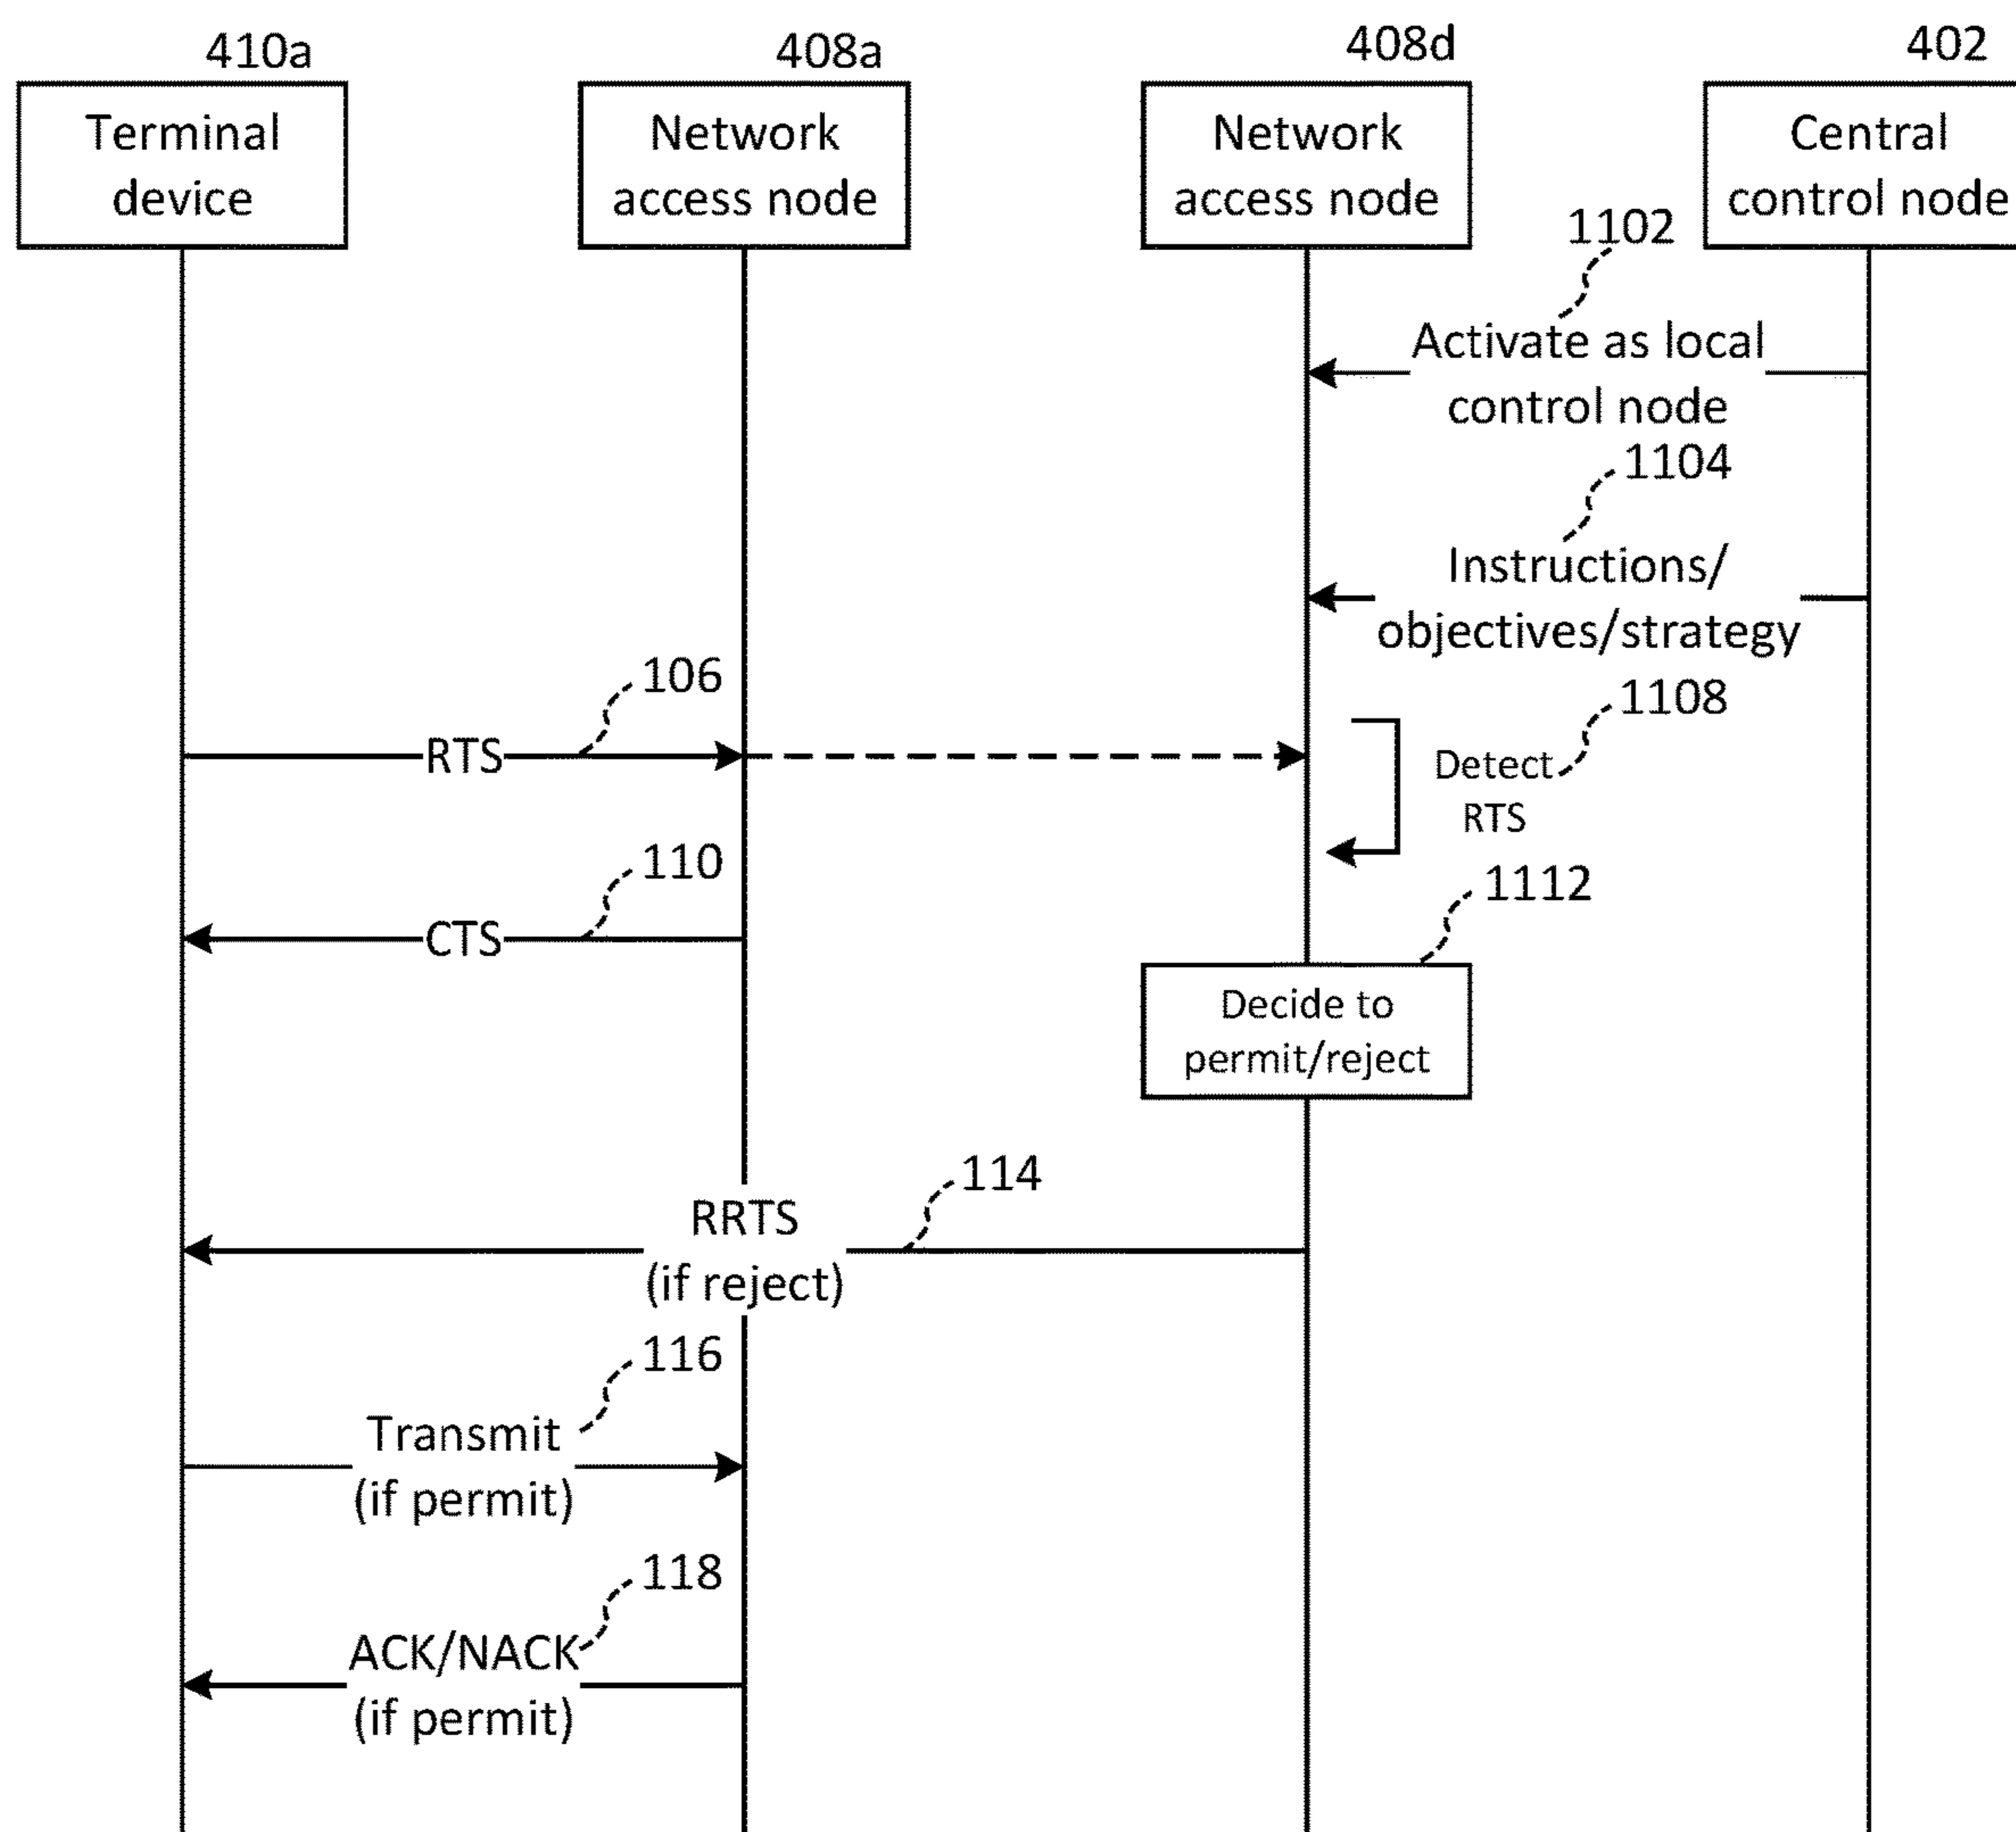 410a
408a
408d
402
Terminal
device
Network
access node
Network
access node
Central
control node
1102
Activate as local
control node
1104
Instructions/
objectives/strategy
106
RTS
1108
Detect
RTS
110
CTS
1112
Decide to
permit/reject
114
RRTS
(if reject)
116
Transmit
(if permit)
118
ACK/NACK
(if permit)